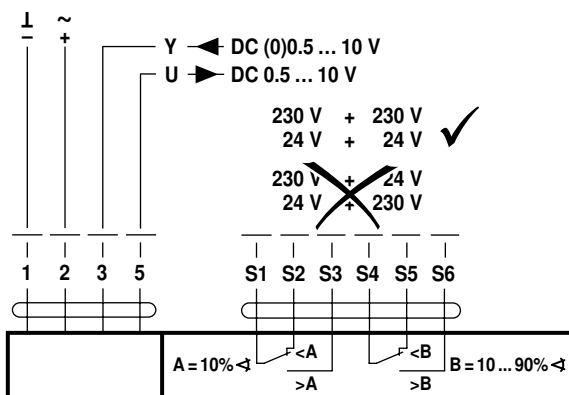 ⊥ ~
– +
Y DC (0)0.5 ... 10 V
U DC 0.5 ... 10 V
230 V + 230 V
24 V + 24 V
230 V + 24 V
24 V + 230 V
1 2 3 5 S1 S2 S3 S4 S5 S6
A = 10% ∢ <A <B B = 10 ... 90% ∢
>A >B